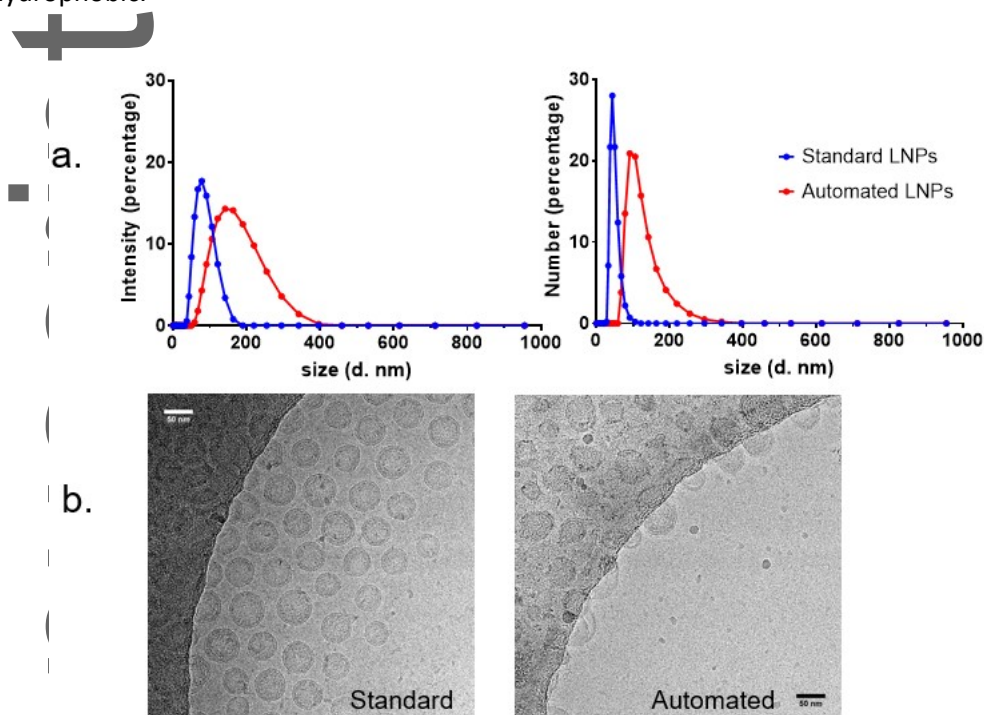 a.
30
20
10
0
Intensity (percentage)
0 200 400 600 800 1000
size (d. nm)
30
20
10
0
Number (percentage)
0 200 400 600 800 1000
size (d. nm)
Standard LNPs
Automated LNPs
b.
50 nm
Standard
Automated
50 nm